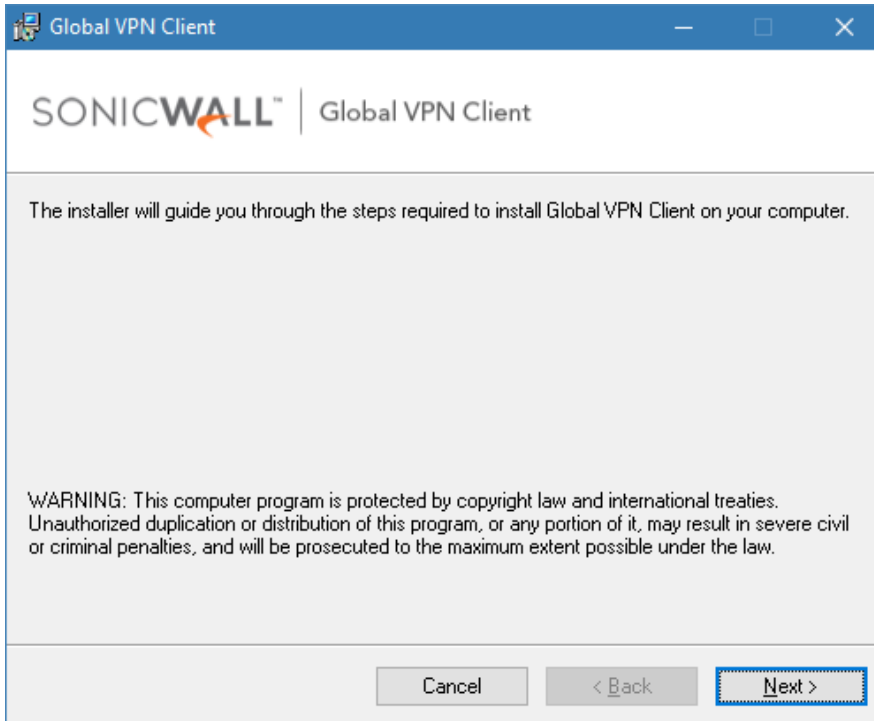 Global VPN Client
SONICWALL™ | Global VPN Client
The installer will guide you through the steps required to install Global VPN Client on your computer.
WARNING: This computer program is protected by copyright law and international treaties.
Unauthorized duplication or distribution of this program, or any portion of it, may result in severe civil
or criminal penalties, and will be prosecuted to the maximum extent possible under the law.
Cancel < Back Next >